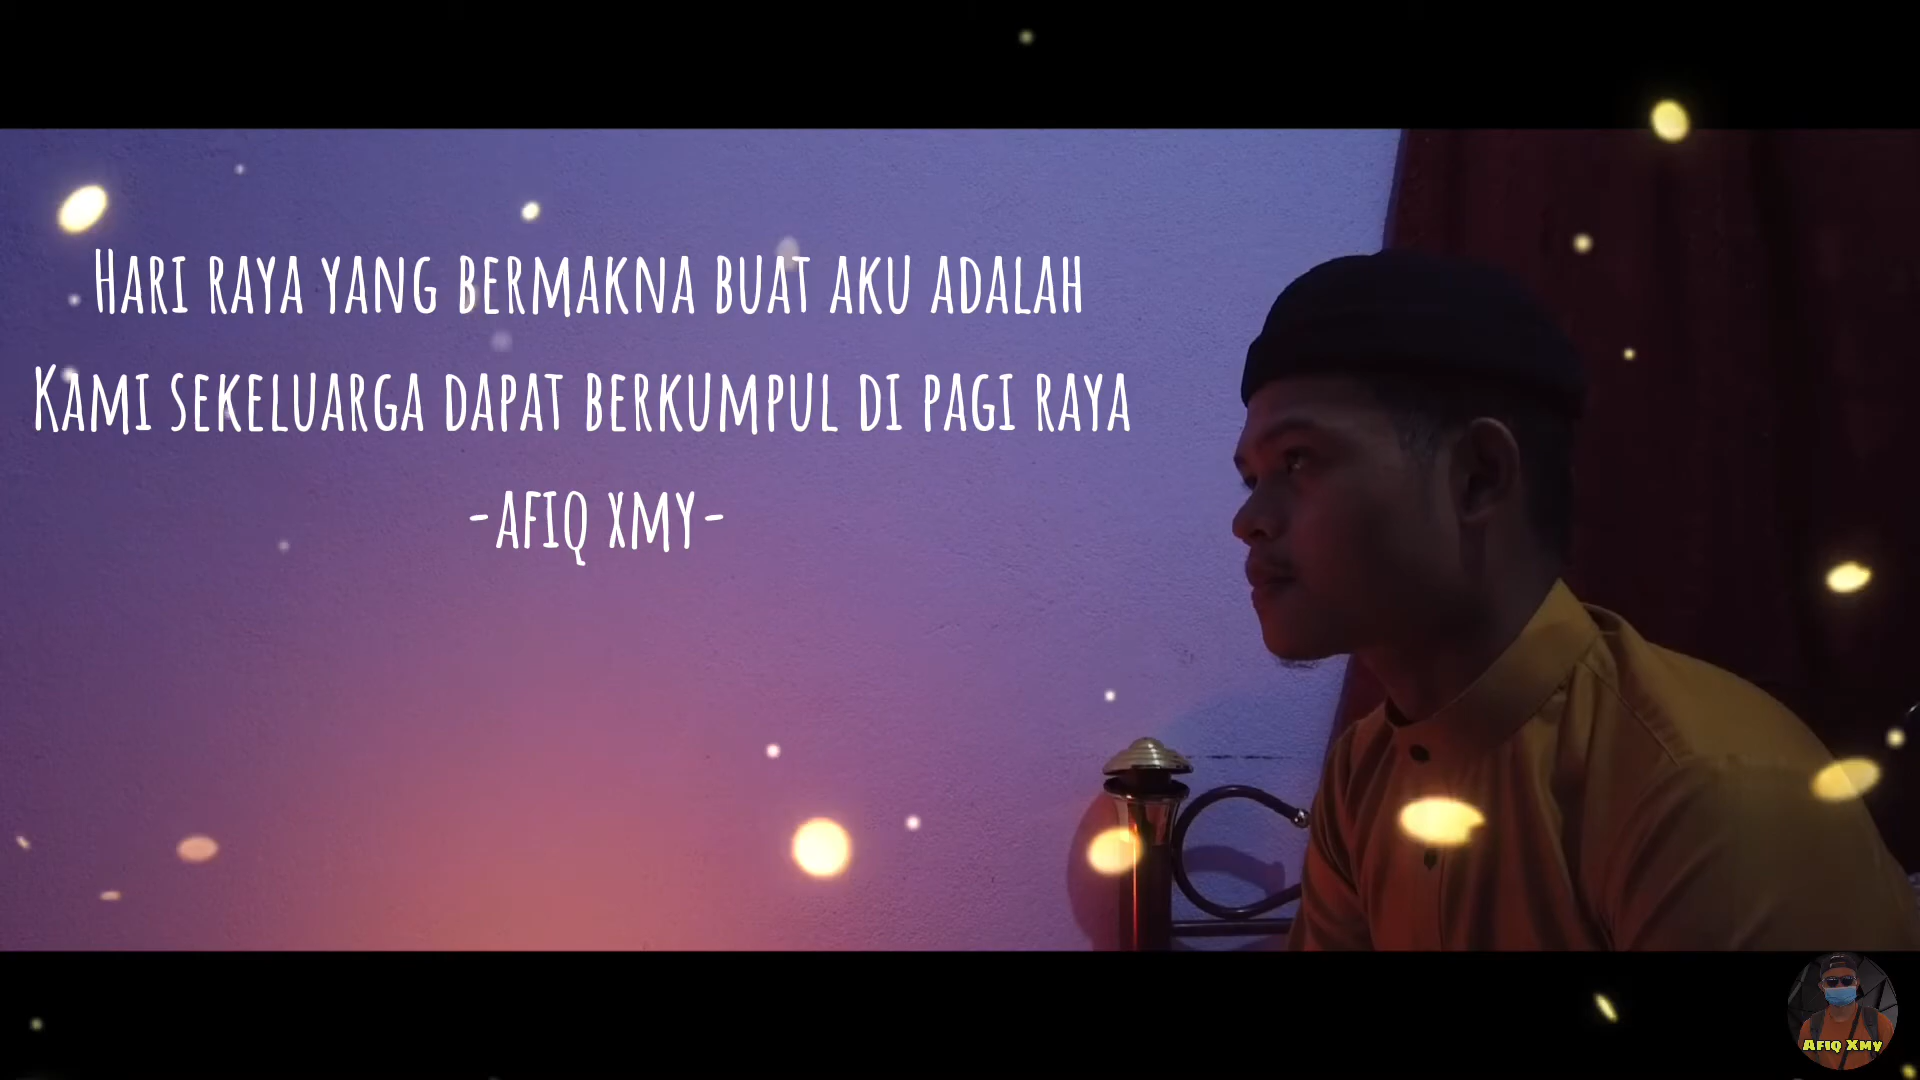 Hari raya yang bermakna buat aku adalah
Kami sekeluarga dapat berkumpul di pagi raya
-afiq xmy-
Afiq Xmy